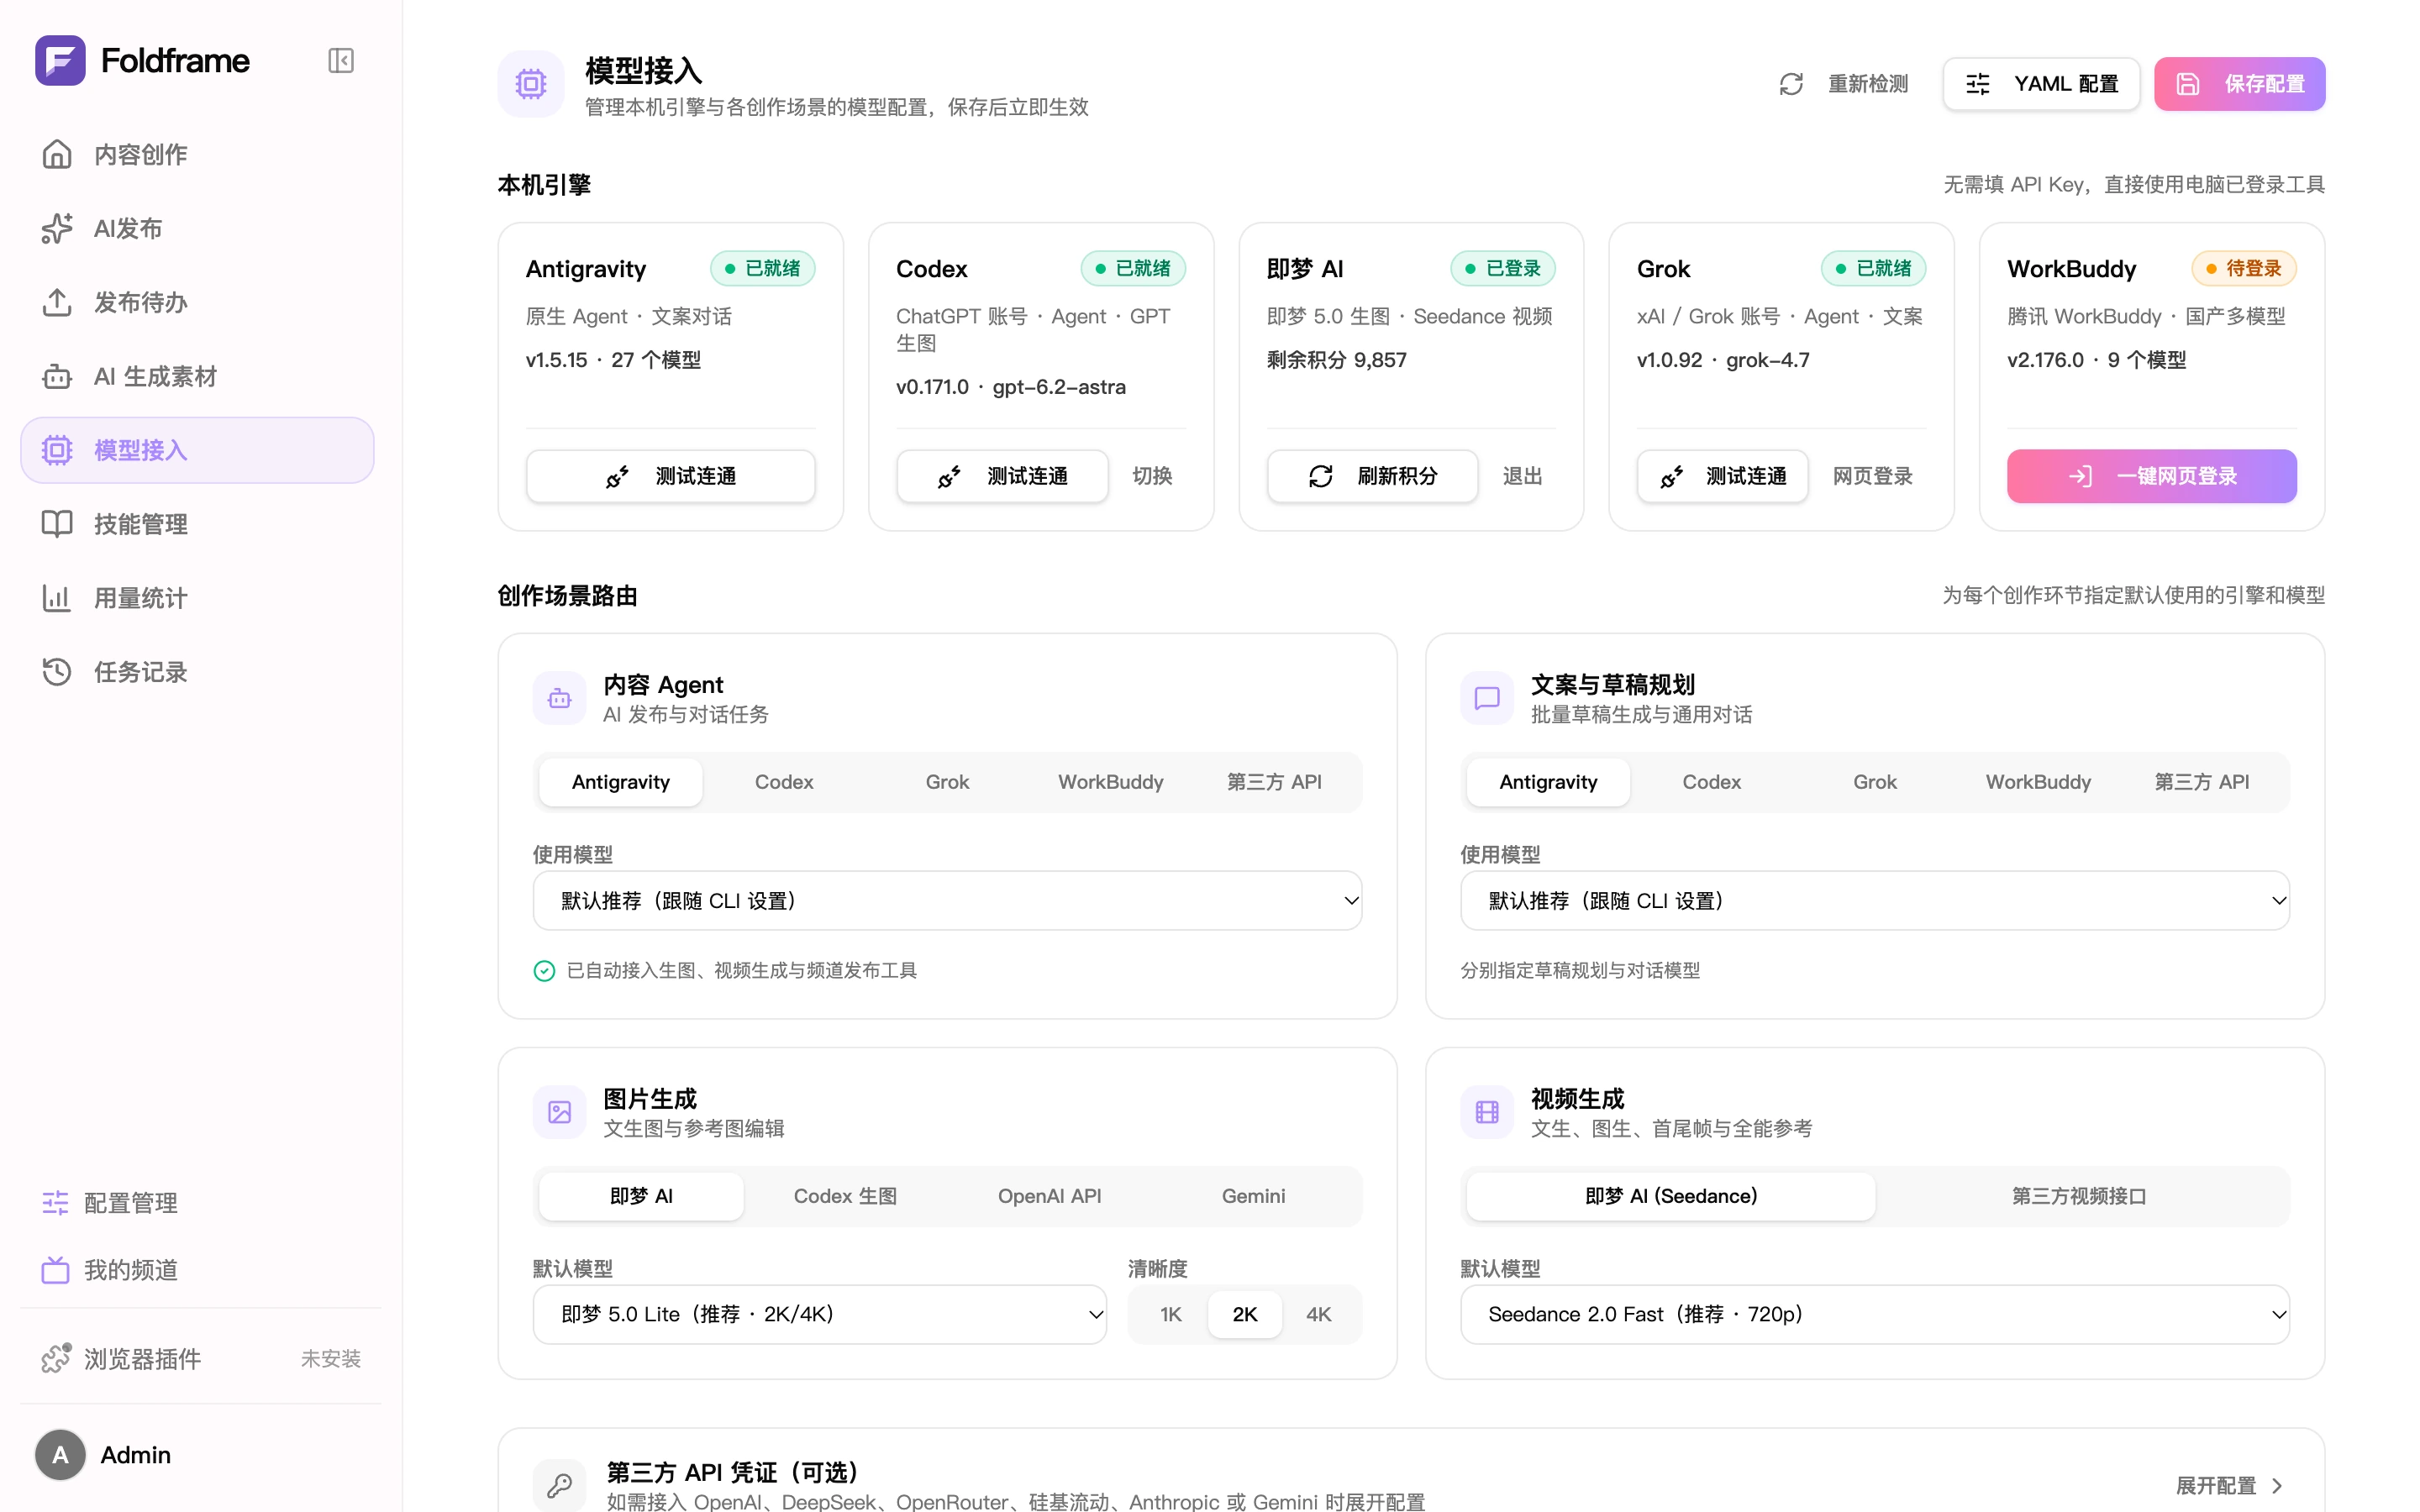 Foldframe
内容创作
AI发布
发布待办
AI 生成素材
模型接入
技能管理
用量统计
任务记录
配置管理
我的频道
浏览器插件 未安装
A Admin
模型接入
管理本机引擎与各创作场景的模型配置，保存后立即生效
重新检测 YAML 配置 保存配置
本机引擎 无需填 API Key，直接使用电脑已登录工具
Antigravity 已就绪
原生 Agent · 文案对话
v1.5.15 · 27 个模型
测试连通
Codex 已就绪
ChatGPT 账号 · Agent · GPT
生图
v0.171.0 · gpt-6.2-astra
测试连通 切换
即梦 AI 已登录
即梦 5.0 生图 · Seedance 视频
剩余积分 9,857
刷新积分 退出
Grok 已就绪
xAI / Grok 账号 · Agent · 文案
v1.0.92 · grok-4.7
测试连通 网页登录
WorkBuddy 待登录
腾讯 WorkBuddy · 国产多模型
v2.176.0 · 9 个模型
一键网页登录
创作场景路由 为每个创作环节指定默认使用的引擎和模型
内容 Agent
AI 发布与对话任务
Antigravity Codex Grok WorkBuddy 第三方 API
使用模型
默认推荐（跟随 CLI 设置）
已自动接入生图、视频生成与频道发布工具
文案与草稿规划
批量草稿生成与通用对话
Antigravity Codex Grok WorkBuddy 第三方 API
使用模型
默认推荐（跟随 CLI 设置）
分别指定草稿规划与对话模型
图片生成
文生图与参考图编辑
即梦 AI Codex 生图 OpenAI API Gemini
默认模型 清晰度
即梦 5.0 Lite（推荐 · 2K/4K） 1K 2K 4K
视频生成
文生、图生、首尾帧与全能参考
即梦 AI (Seedance) 第三方视频接口
默认模型
Seedance 2.0 Fast（推荐 · 720p）
第三方 API 凭证（可选）
如需接入 OpenAI、DeepSeek、OpenRouter、硅基流动、Anthropic 或 Gemini 时展开配置
展开配置